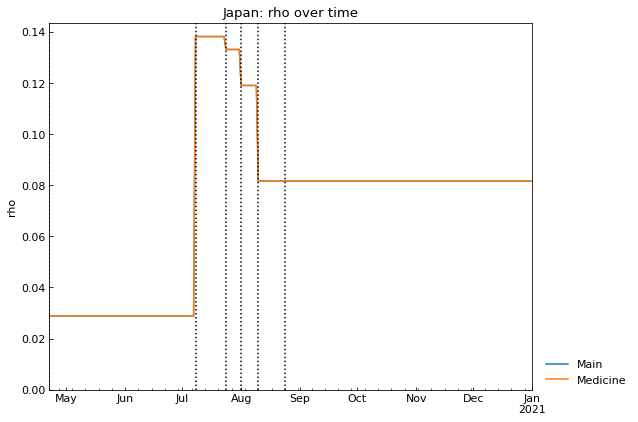 Japan: rho over time
rho
0.14
0.12
0.10
0.08
0.06
0.04
0.02
0.00
May Jun Jul Aug Sep Oct Nov Dec Jan
2021
Main
Medicine